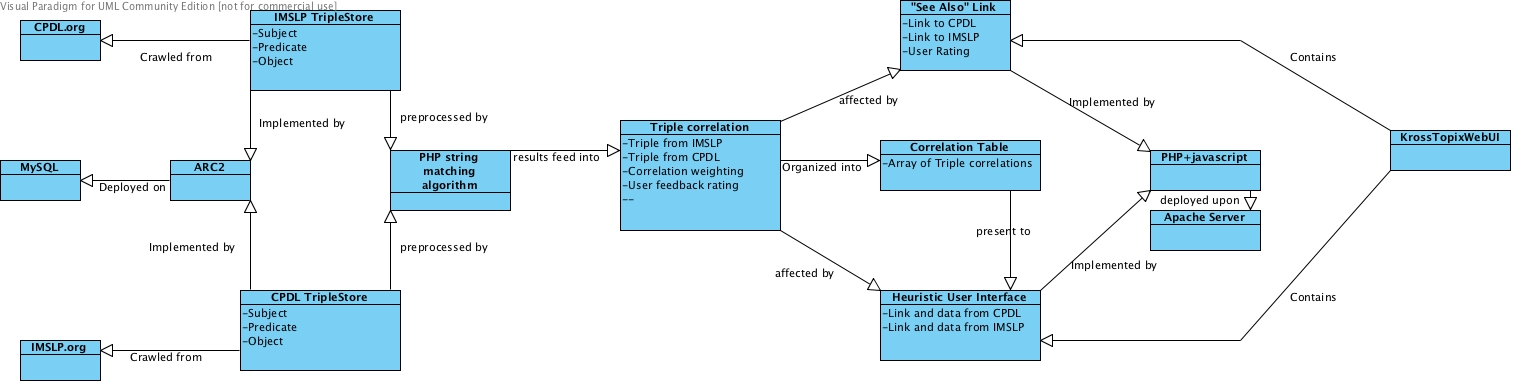 Visual Paradigm for UML Community Edition [not for commercial use]
CPDL.org
Crawled from
IMSLP TripleStore
-Subject
-Predicate
-Object
Implemented by
preprocessed by
MySQL
Deployed on
ARC2
PHP string
matching
algorithm
results feed into
Implemented by
preprocessed by
CPDL TripleStore
-Subject
-Predicate
-Object
IMSLP.org
Crawled from
Triple correlation
-Triple from IMSLP
-Triple from CPDL
-Correlation weighting
-User feedback rating
--
affected by
Organized into
affected by
"See Also" Link
-Link to CPDL
-Link to IMSLP
-User Rating
Correlation Table
-Array of Triple correlations
present to
Heuristic User Interface
-Link and data from CPDL
-Link and data from IMSLP
Implemented by
PHP+javascript
deployed upon
Apache Server
Implemented by
Contains
KrossTopixWebUI
Contains